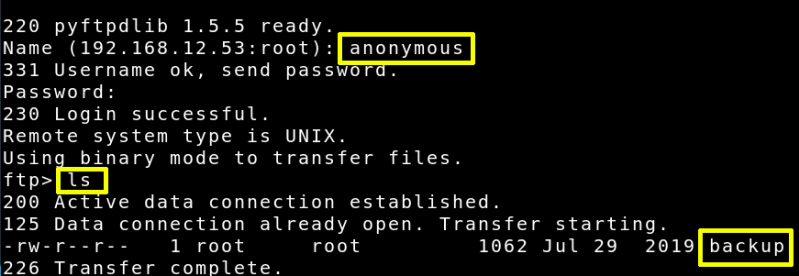 220 pyftpdlib 1.5.5 ready.
Name (192.168.12.53:root): anonymous
331 Username ok, send password.
Password:
230 Login successful.
Remote system type is UNIX.
Using binary mode to transfer files.
ftp> ls
200 Active data connection established.
125 Data connection already open. Transfer starting.
-rw-r--r--   1 root     root         1062 Jul 29  2019 backup
226 Transfer complete.